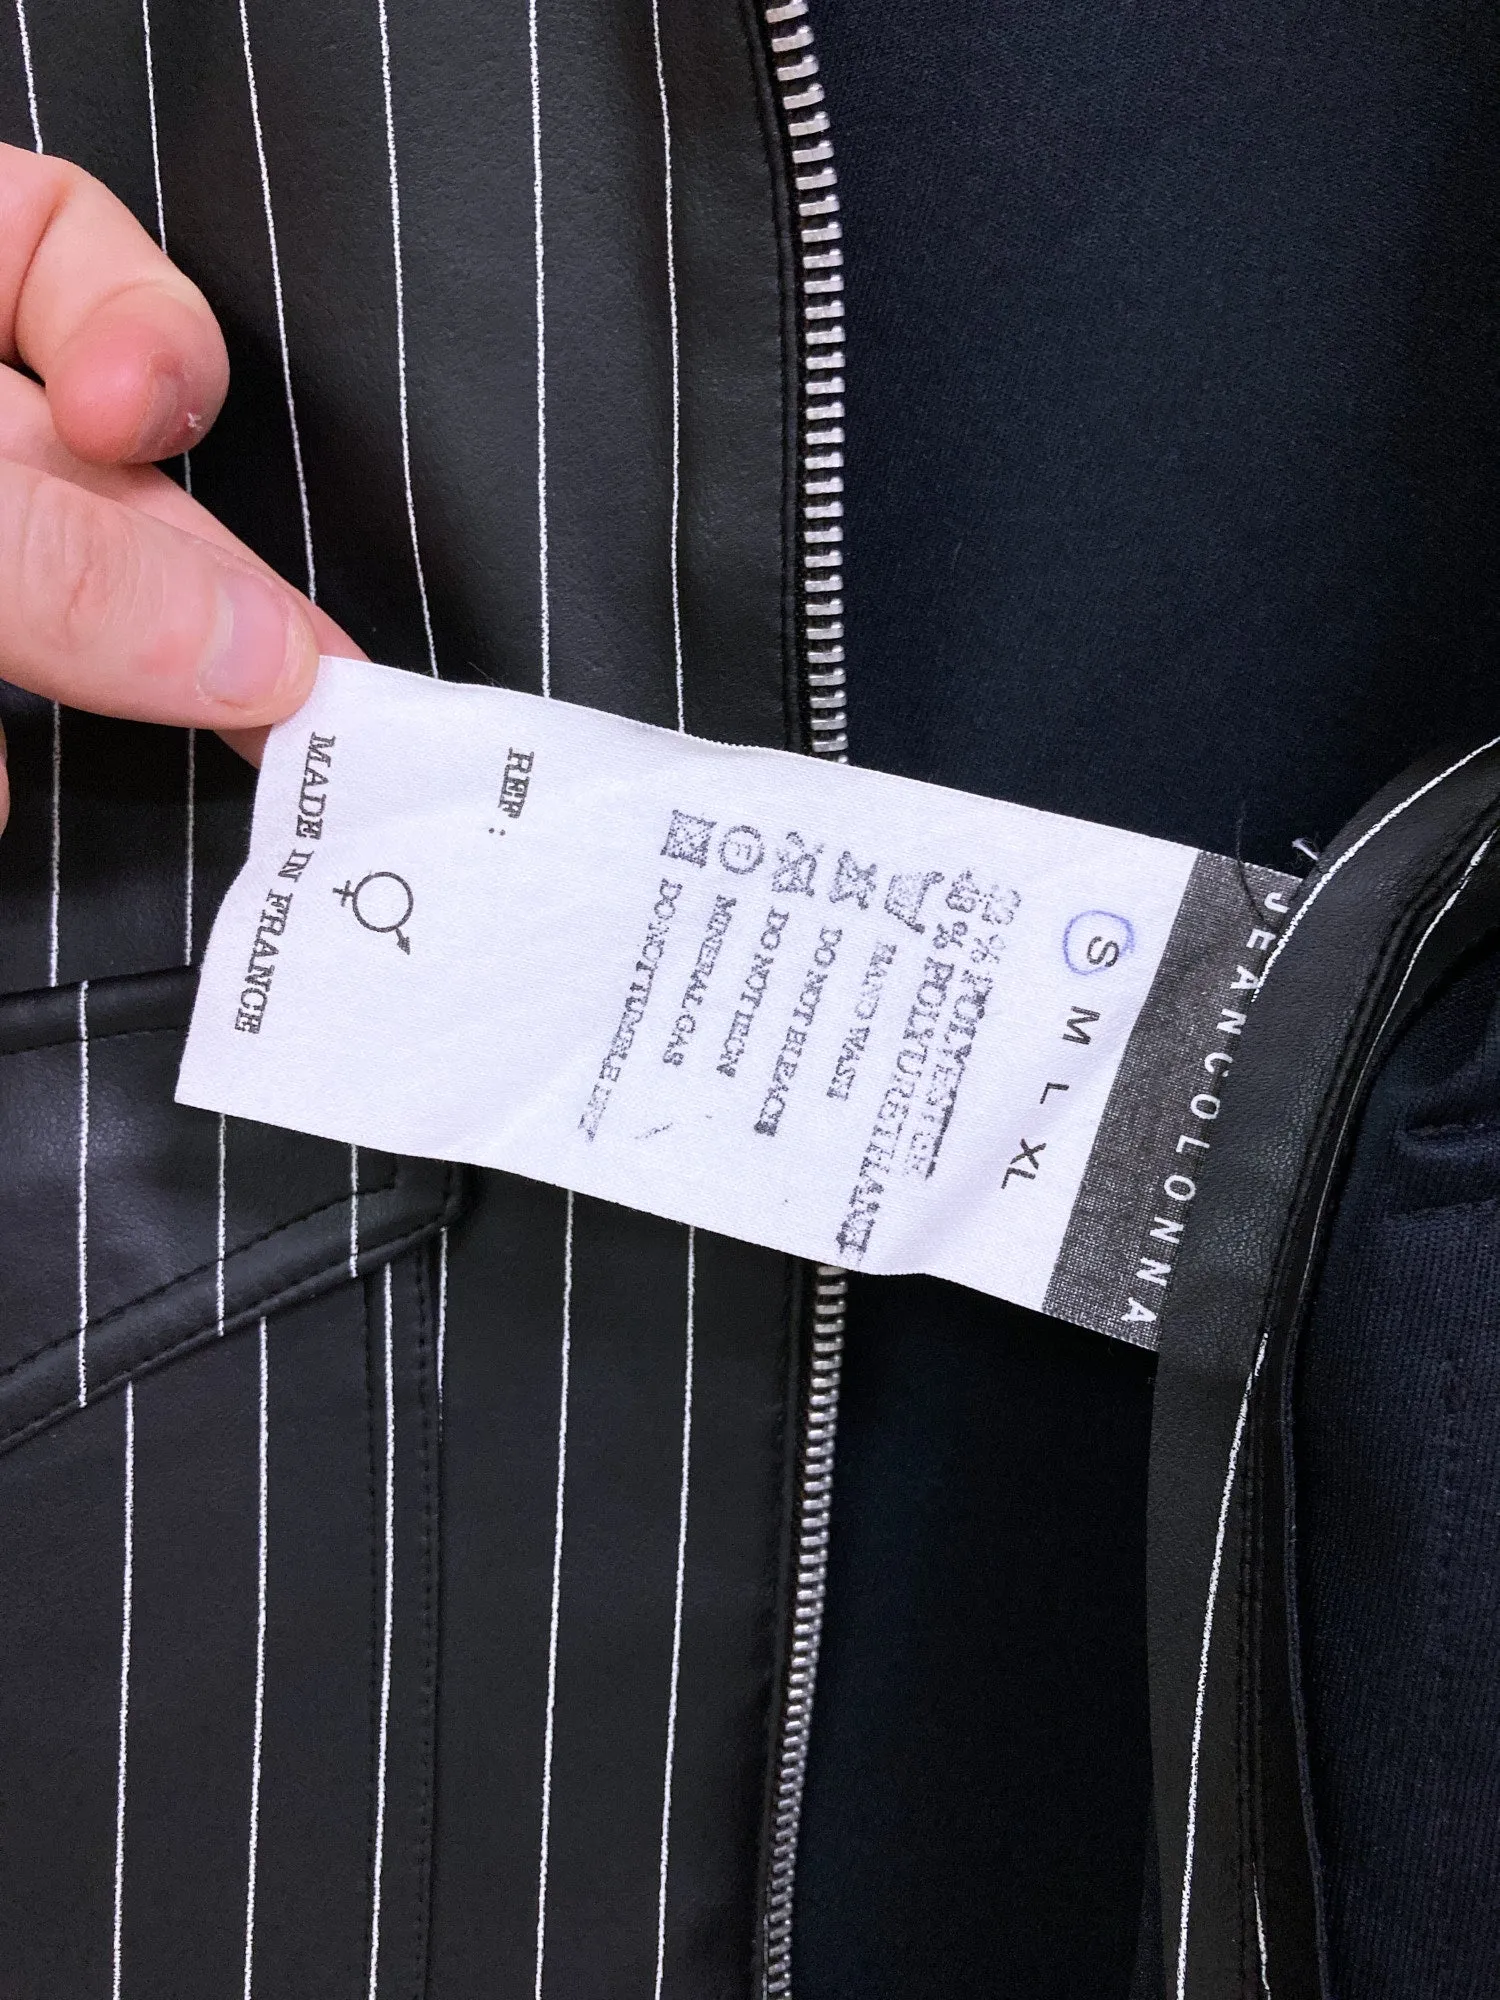 JEAN COLONNA
S M L XL
% POLYESTER
% POLYURETHANE
HAND WASH
DO NOT BLEACH
DO NOT IRON
MINERAL GAS
DO NOT TUMBLE DRY
REF :
MADE IN FRANCE